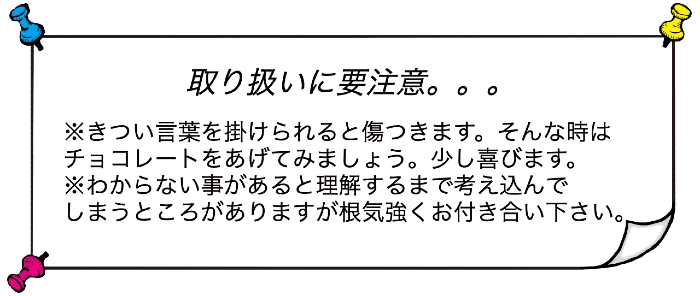 取り扱いに要注意。。。
※きつい言葉を掛けられると傷つきます。そんな時は
チョコレートをあげてみましょう。少し喜びます。
※わからない事があると理解するまで考え込んで
しまうところがありますが根気強くお付き合い下さい。